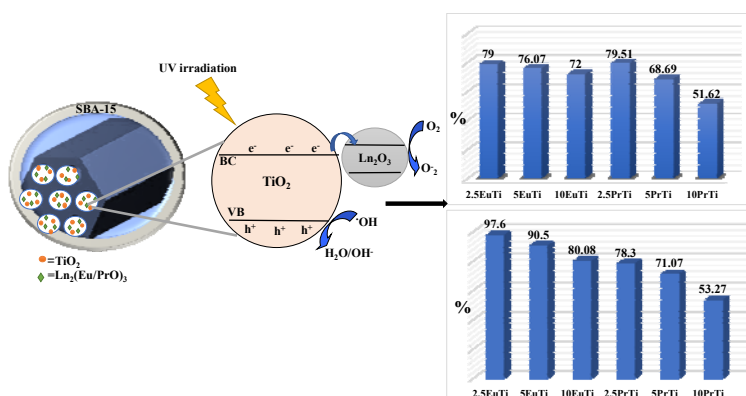 UV irradiation
SBA-15
e⁻ e⁻ e⁻
BC
TiO₂
VB
h⁺ h⁺ h⁺
Ln₂O₃
O₂
O⁻₂
·OH
H₂O/OH⁻
=TiO₂
=Ln₂(Eu/PrO)₃
%
79
76.07
72
79.51
68.69
51.62
2.5EuTi 5EuTi 10EuTi 2.5PrTi 5PrTi 10PrTi
%
97.6
90.5
80.08
78.3
71.07
53.27
2.5EuTi 5EuTi 10EuTi 2.5PrTi 5PrTi 10PrTi